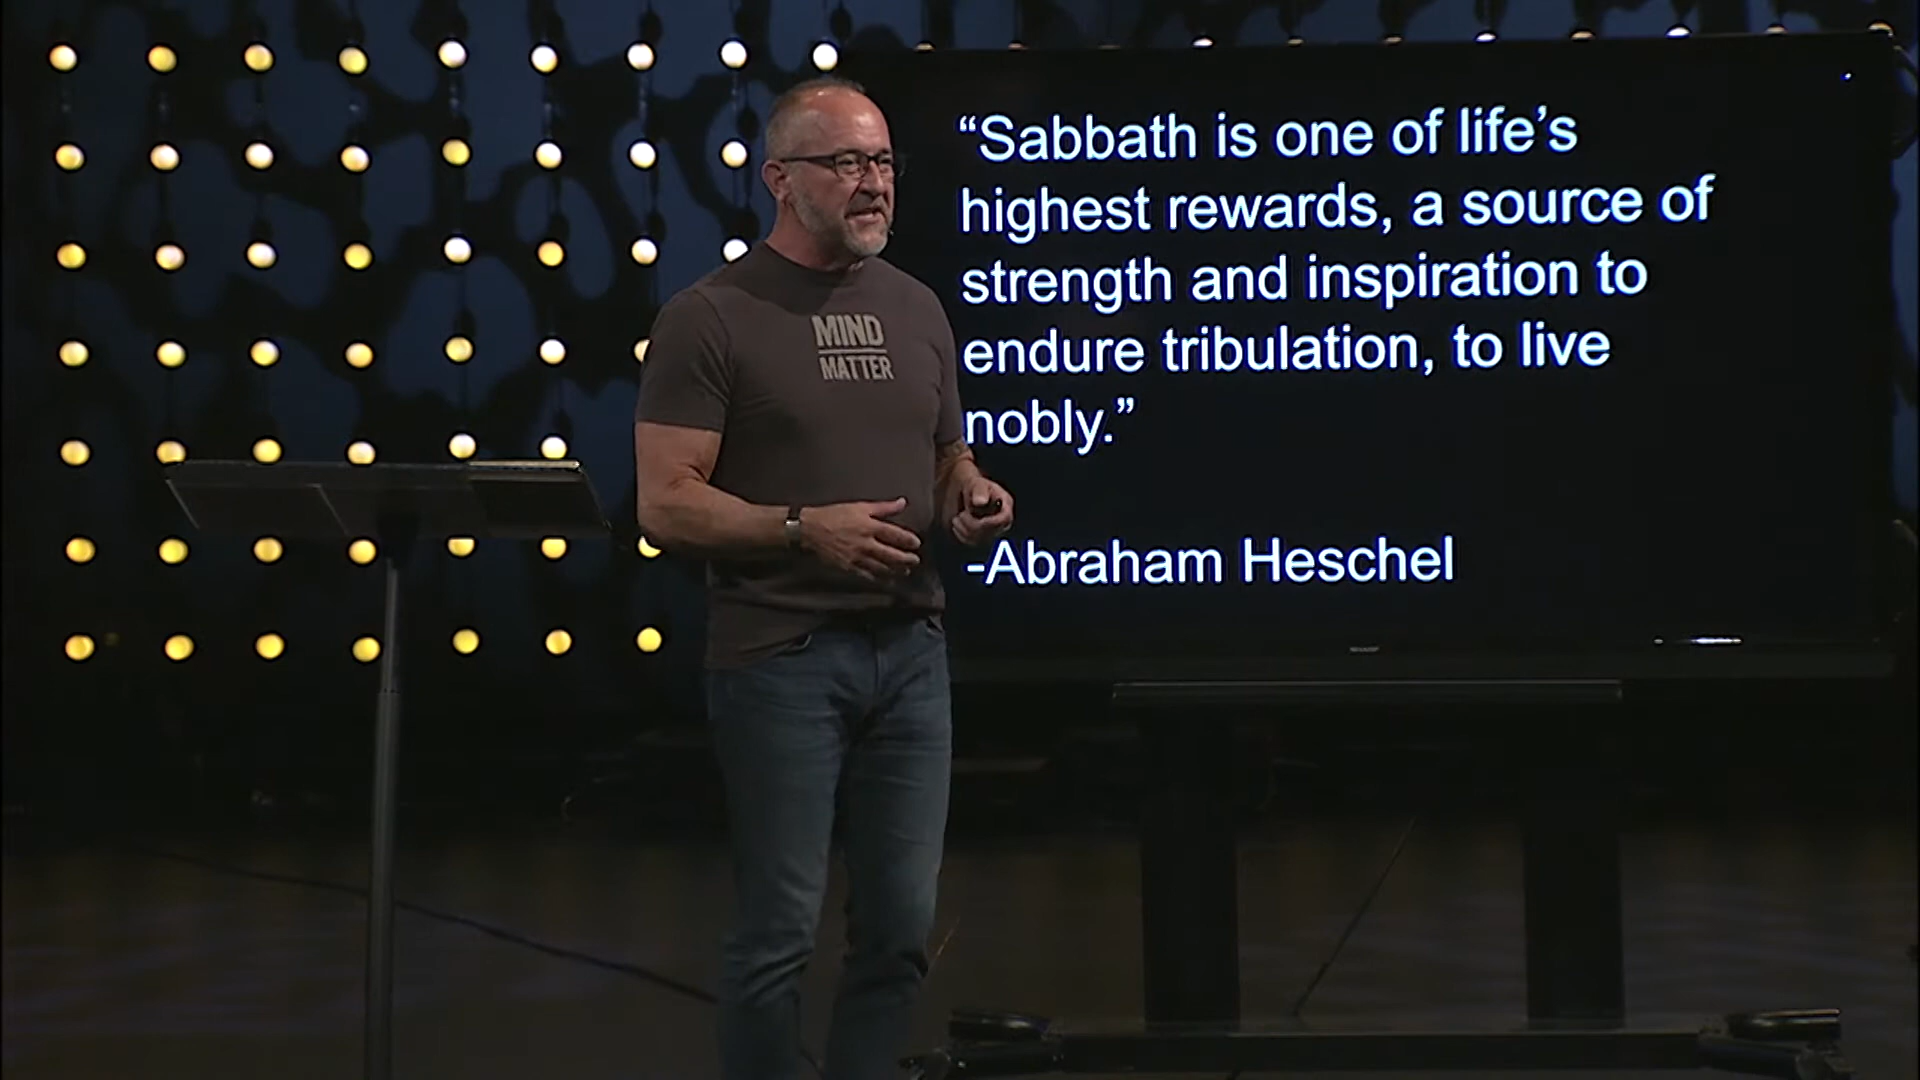 “Sabbath is one of life’s
highest rewards, a source of
strength and inspiration to
endure tribulation, to live
nobly.”
-Abraham Heschel
MIND
MATTER
SHARP